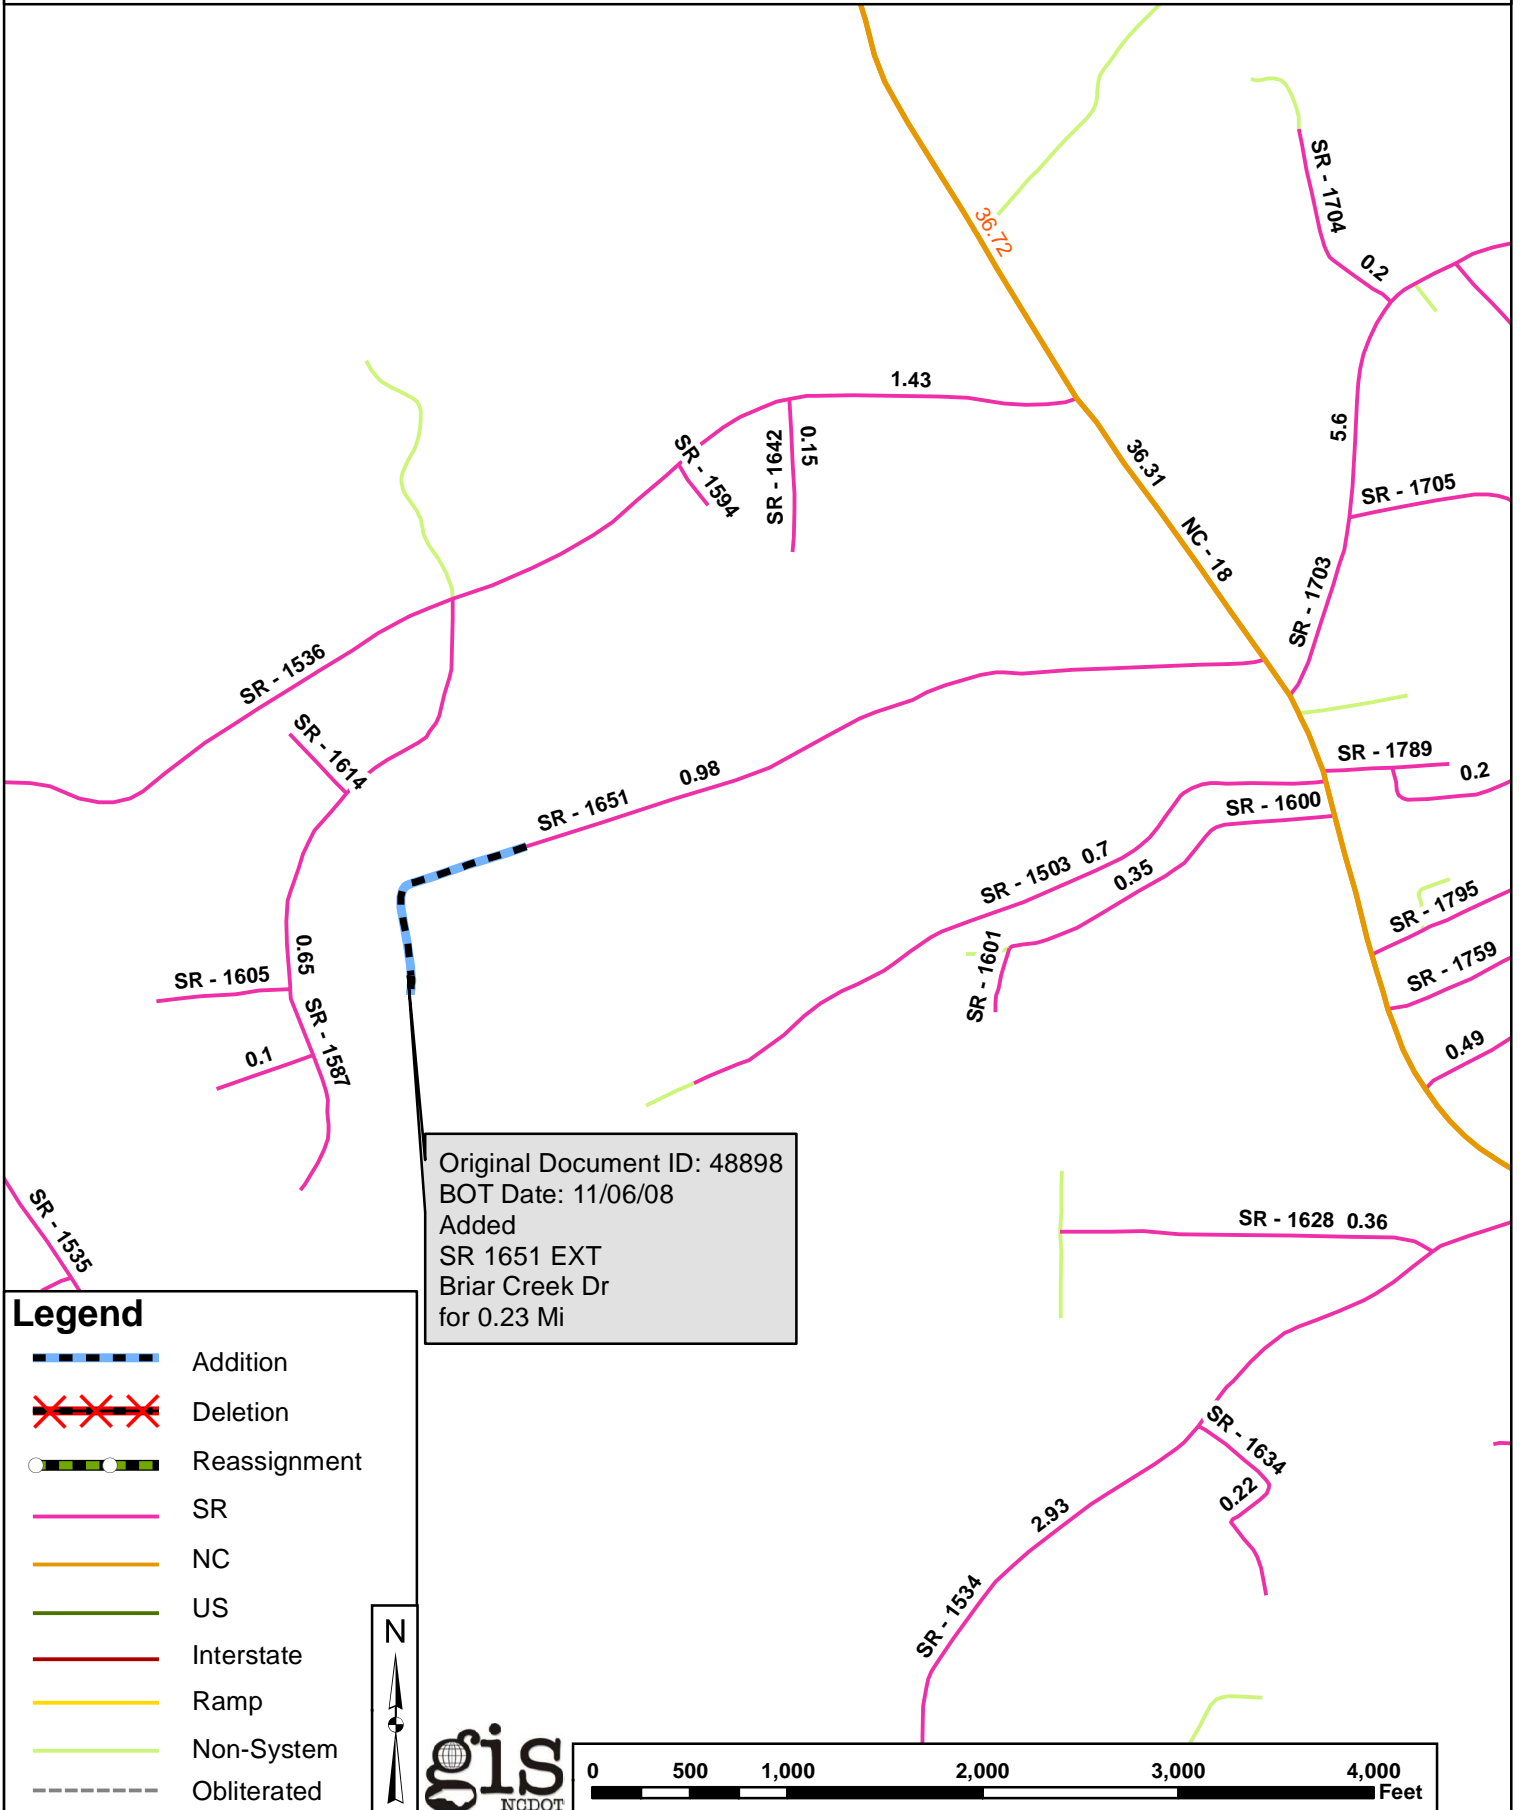 36.72
SR - 1704
0.2
1.43
SR - 1594
SR - 1642
0.15
36.31
NC - 18
5.6
SR - 1705
SR - 1703
SR - 1536
SR - 1614
SR - 1651
0.98
SR - 1789
0.2
SR - 1600
SR - 1503 0.7
0.35
SR - 1601
SR - 1795
SR - 1759
0.49
0.65
SR - 1605
SR - 1587
0.1
SR - 1535
Original Document ID: 48898
BOT Date: 11/06/08
Added
SR 1651 EXT
Briar Creek Dr
for 0.23 Mi
SR - 1628 0.36
SR - 1634
0.22
2.93
SR - 1534
Legend
Addition
Deletion
Reassignment
SR
NC
US
Interstate
Ramp
Non-System
Obliterated
N
gis
NCDOT
0 500 1,000 2,000 3,000 4,000
Feet